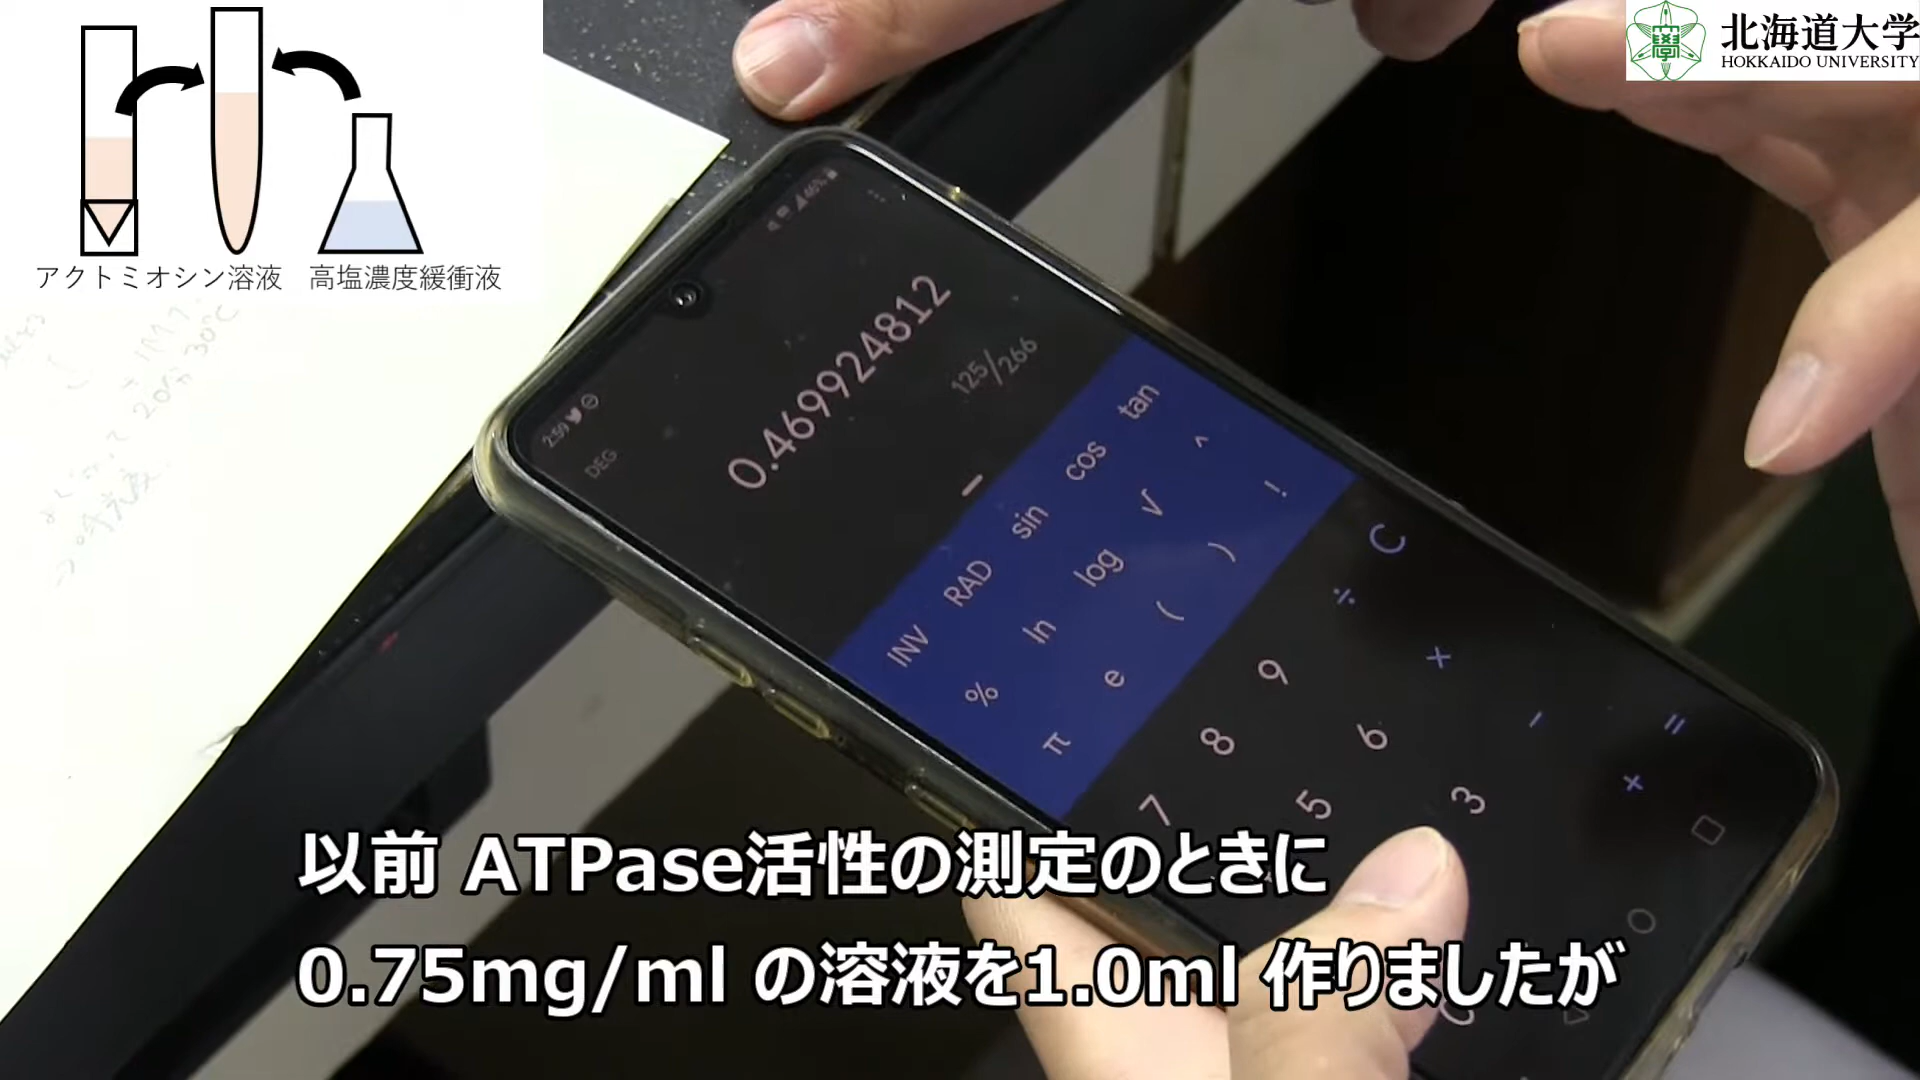 アクトミオシン溶液
高塩濃度緩衝液
北海道大学
HOKKAIDO UNIVERSITY
2:59
46%
DEG
0.469924812
125/266
INV RAD sin cos tan
% ln log √ ^
π e ( ) !
7 8 9 ÷ C
5 6 ×
3 −
+ =
以前 ATPase活性の測定のときに
0.75mg/ml の溶液を1.0ml 作りましたが